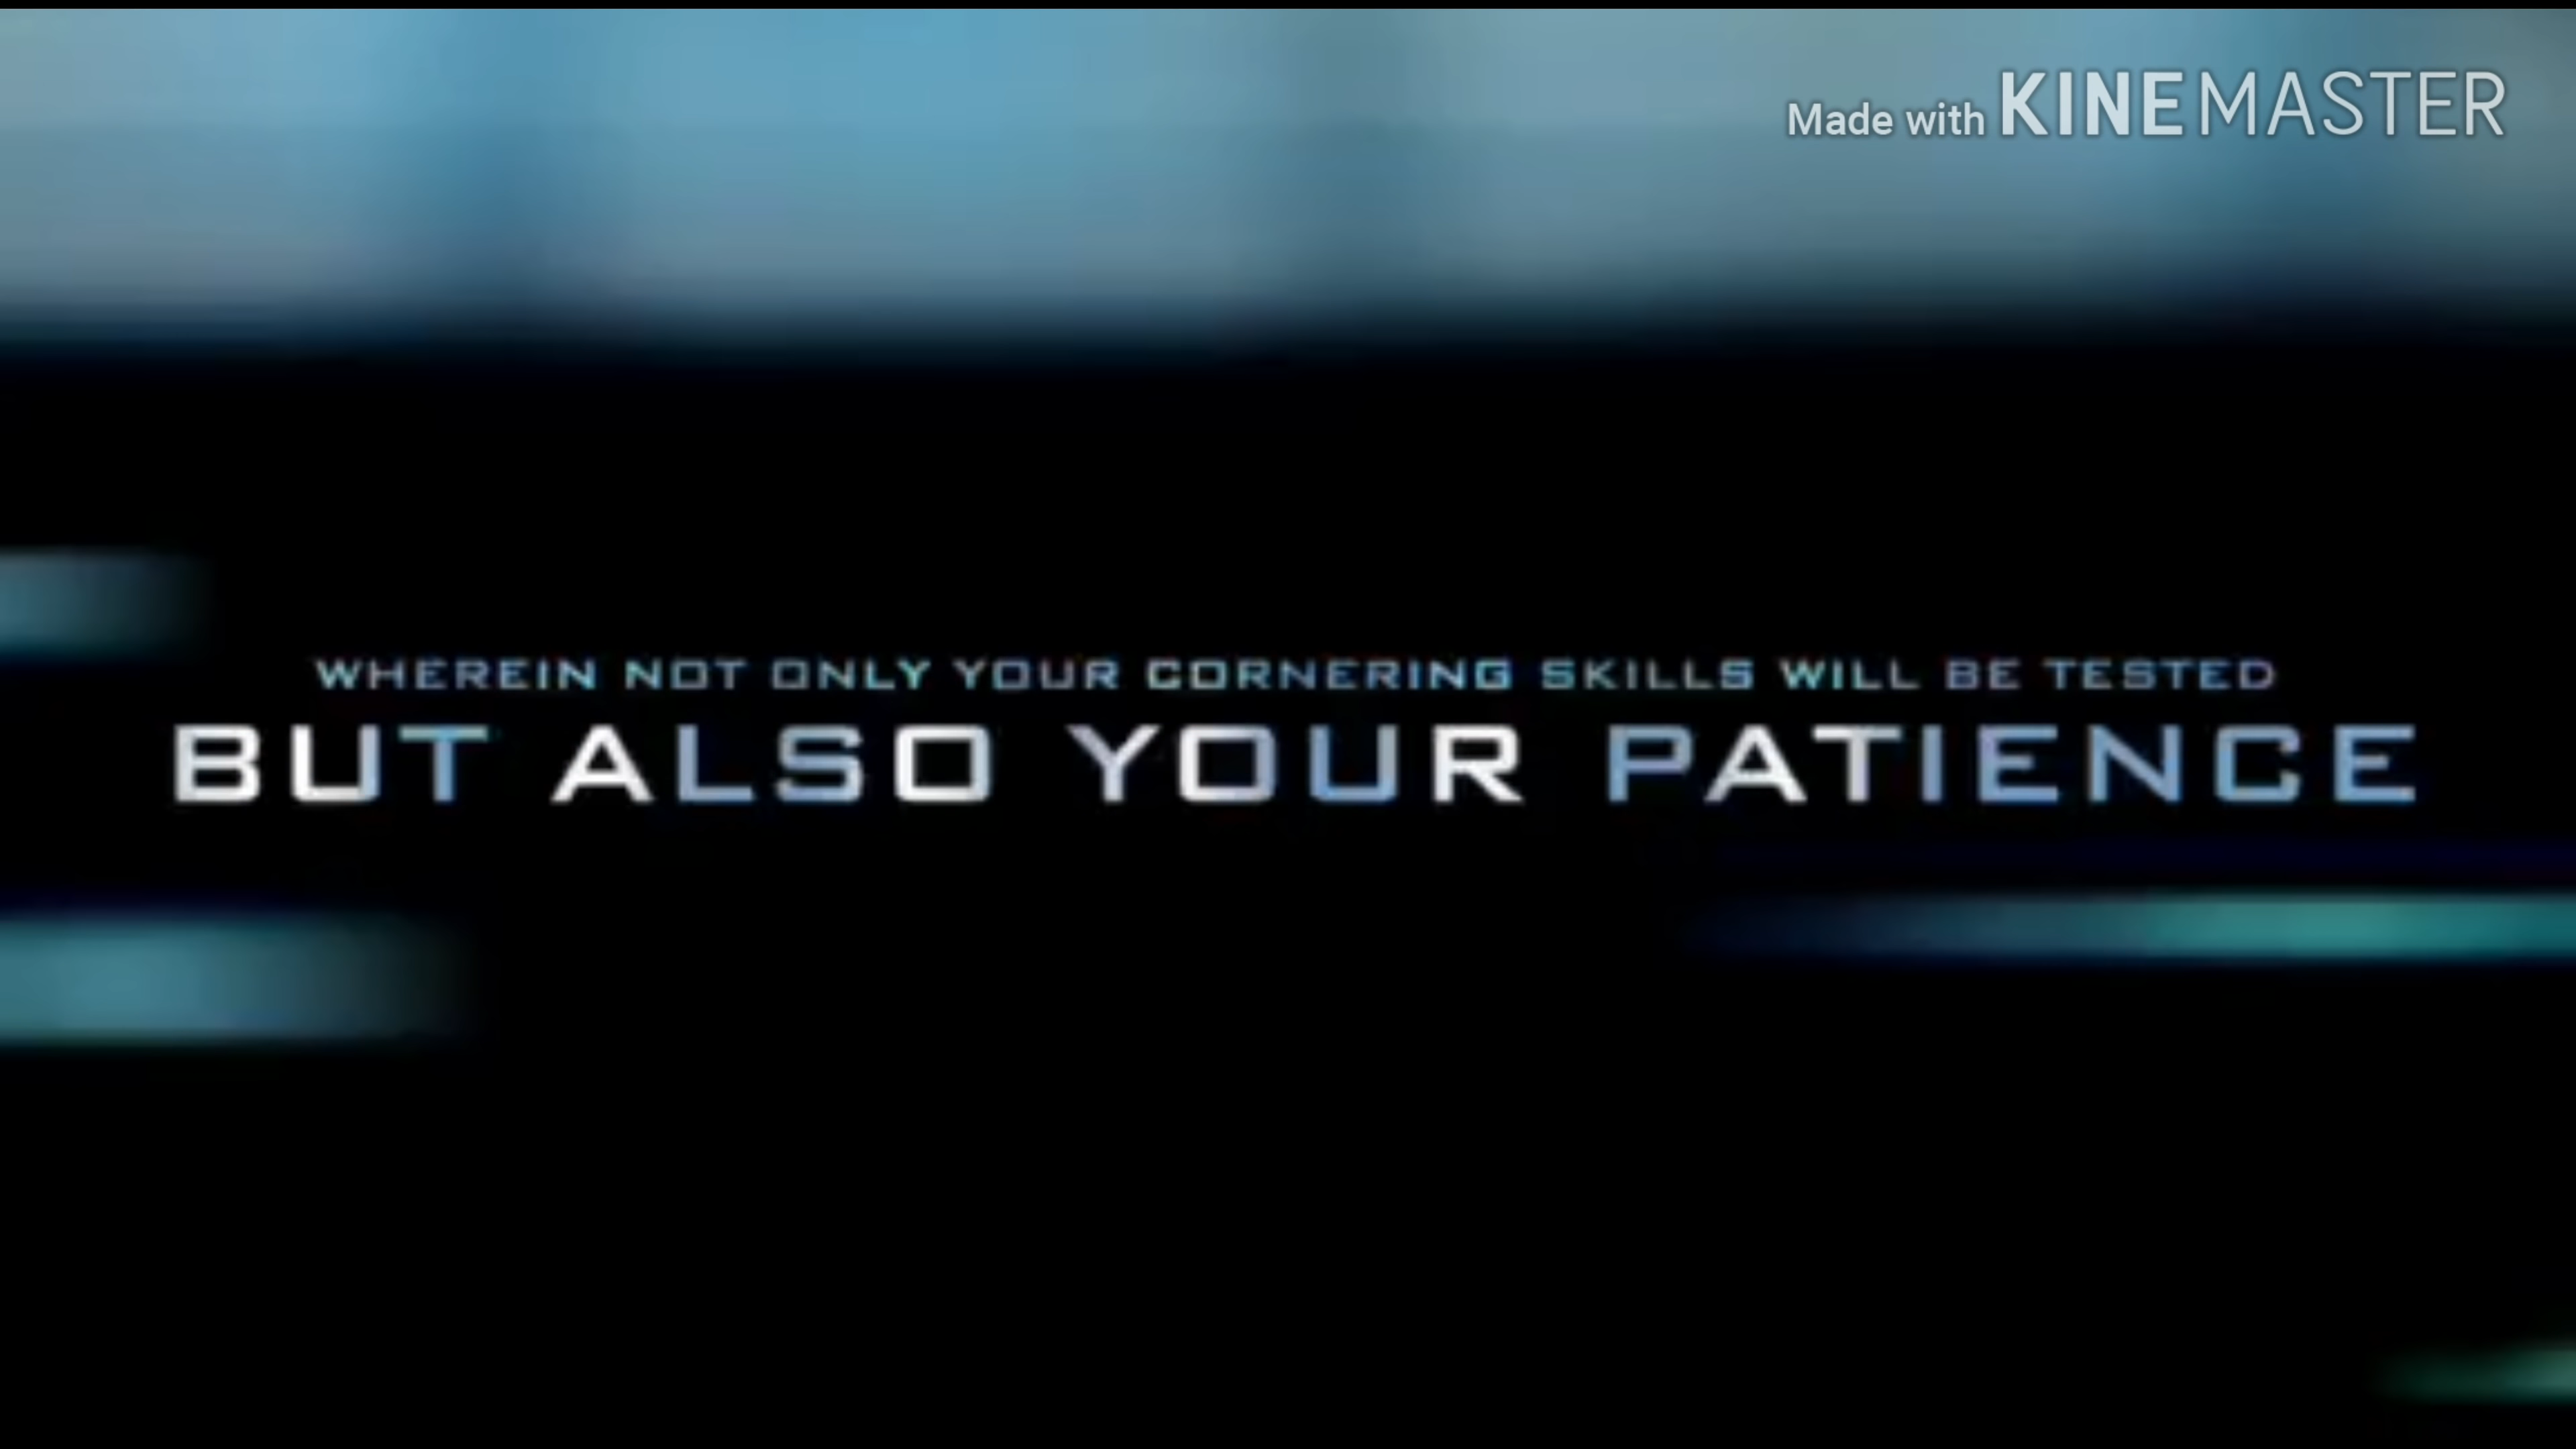 Made with KINEMASTER
WHEREIN NOT ONLY YOUR CORNERING SKILLS WILL BE TESTED
BUT ALSO YOUR PATIENCE